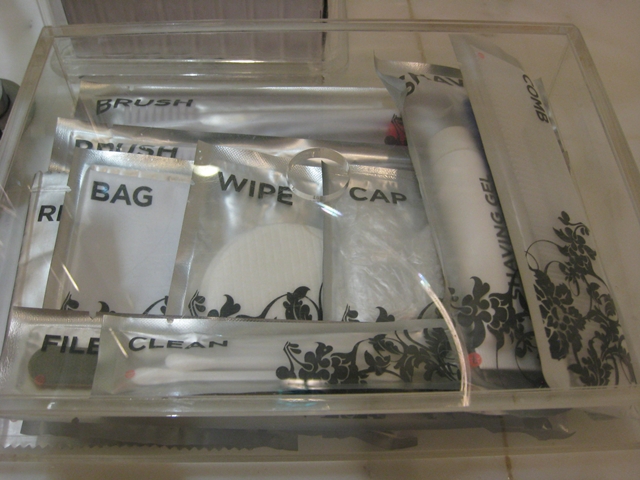 BRUSH
BRUSH
BAG
WIPE
CAP
SHAVING GEL
COMB
FILE
CLEAN